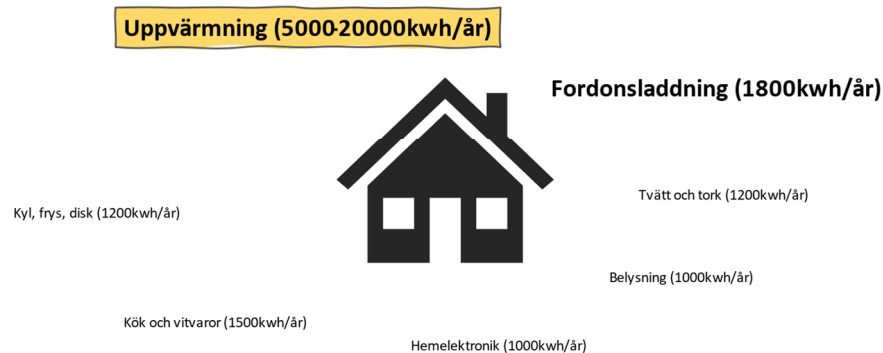 Uppvärmning (5000-20000kwh/år)
Fordonsladdning (1800kwh/år)
Tvätt och tork (1200kwh/år)
Kyl, frys, disk (1200kwh/år)
Belysning (1000kwh/år)
Kök och vitvaror (1500kwh/år)
Hemelektronik (1000kwh/år)